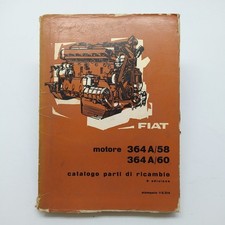 FIAT
motore 364A/58
364A/60
catalogo parti di ricambio